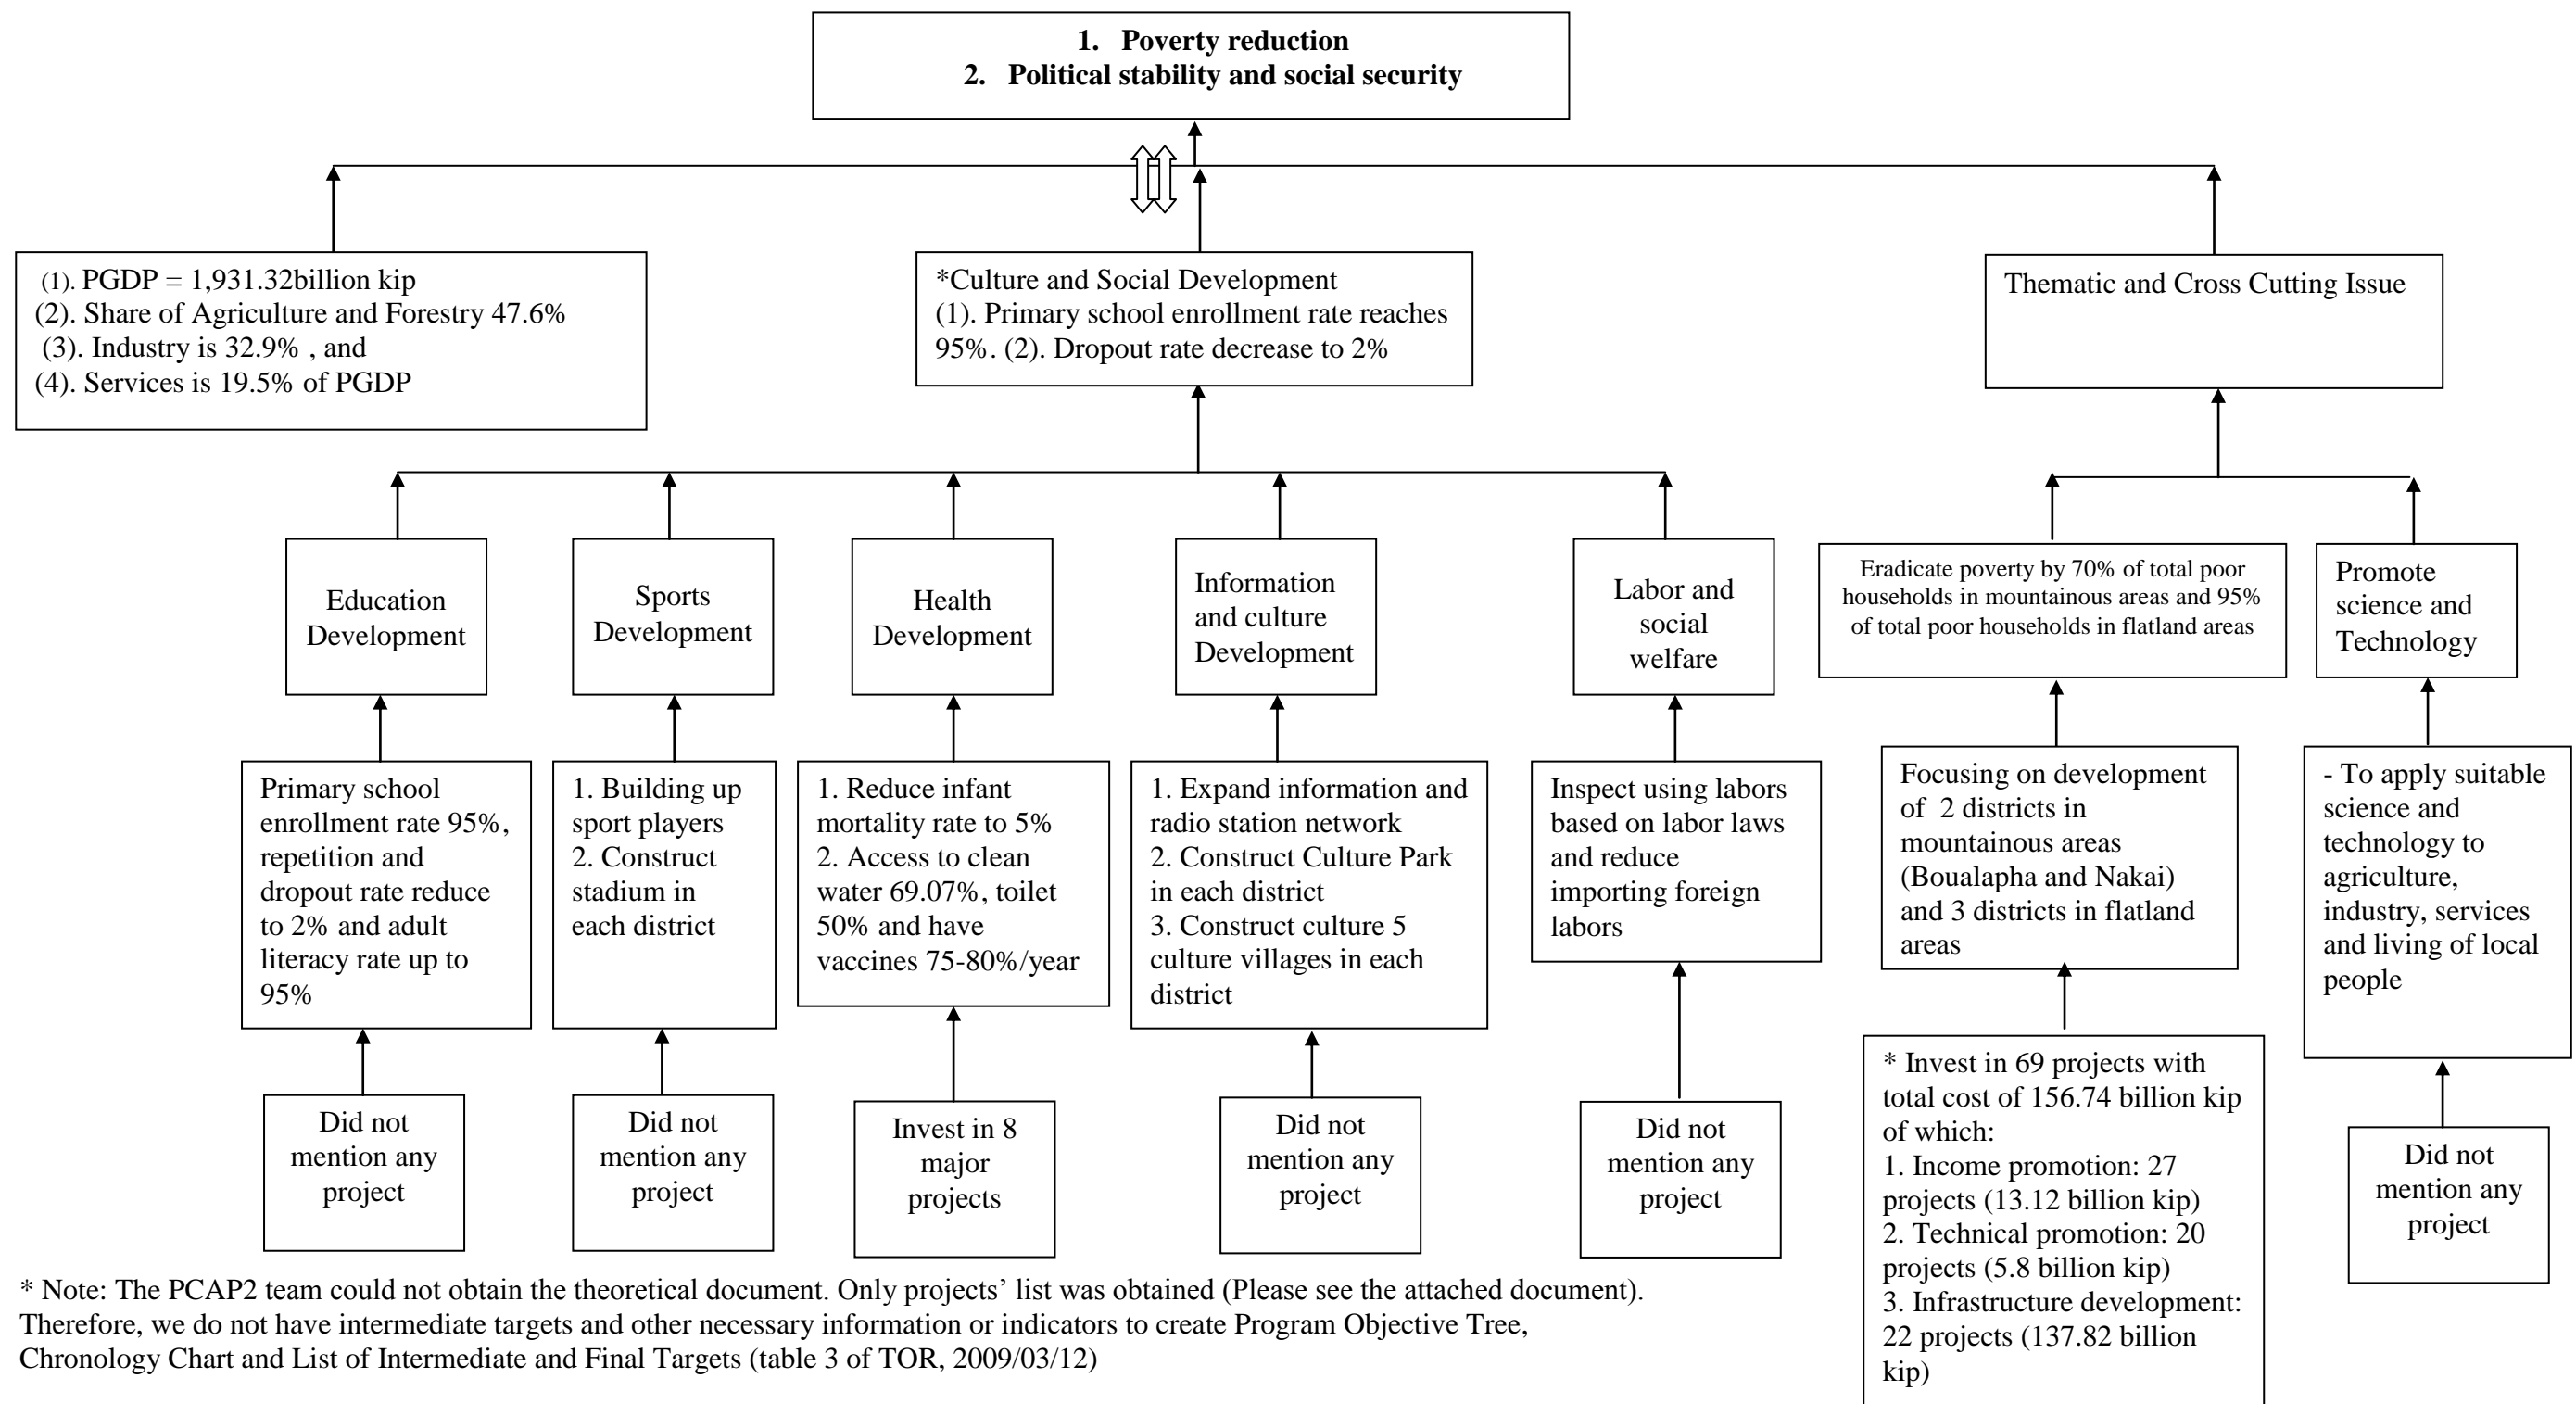 1. Poverty reduction
2. Political stability and social security
(1). PGDP = 1,931.32billion kip
(2). Share of Agriculture and Forestry 47.6%
(3). Industry is 32.9% , and
(4). Services is 19.5% of PGDP
*Culture and Social Development
(1). Primary school enrollment rate reaches
95%. (2). Dropout rate decrease to 2%
Thematic and Cross Cutting Issue
Education
Development
Sports
Development
Health
Development
Information
and culture
Development
Labor and
social
welfare
Eradicate poverty by 70% of total poor
households in mountainous areas and 95%
of total poor households in flatland areas
Promote
science and
Technology
Primary school
enrollment rate 95%,
repetition and
dropout rate reduce
to 2% and adult
literacy rate up to
95%
1. Building up
sport players
2. Construct
stadium in
each district
1. Reduce infant
mortality rate to 5%
2. Access to clean
water 69.07%, toilet
50% and have
vaccines 75-80%/year
1. Expand information and
radio station network
2. Construct Culture Park
in each district
3. Construct culture 5
culture villages in each
district
Inspect using labors
based on labor laws
and reduce
importing foreign
labors
Focusing on development
of 2 districts in
mountainous areas
(Boualapha and Nakai)
and 3 districts in flatland
areas
- To apply suitable
science and
technology to
agriculture,
industry, services
and living of local
people
Did not
mention any
project
Did not
mention any
project
Invest in 8
major
projects
Did not
mention any
project
Did not
mention any
project
* Invest in 69 projects with
total cost of 156.74 billion kip
of which:
1. Income promotion: 27
projects (13.12 billion kip)
2. Technical promotion: 20
projects (5.8 billion kip)
3. Infrastructure development:
22 projects (137.82 billion
kip)
Did not
mention any
project
* Note: The PCAP2 team could not obtain the theoretical document. Only projects’ list was obtained (Please see the attached document).
Therefore, we do not have intermediate targets and other necessary information or indicators to create Program Objective Tree,
Chronology Chart and List of Intermediate and Final Targets (table 3 of TOR, 2009/03/12)